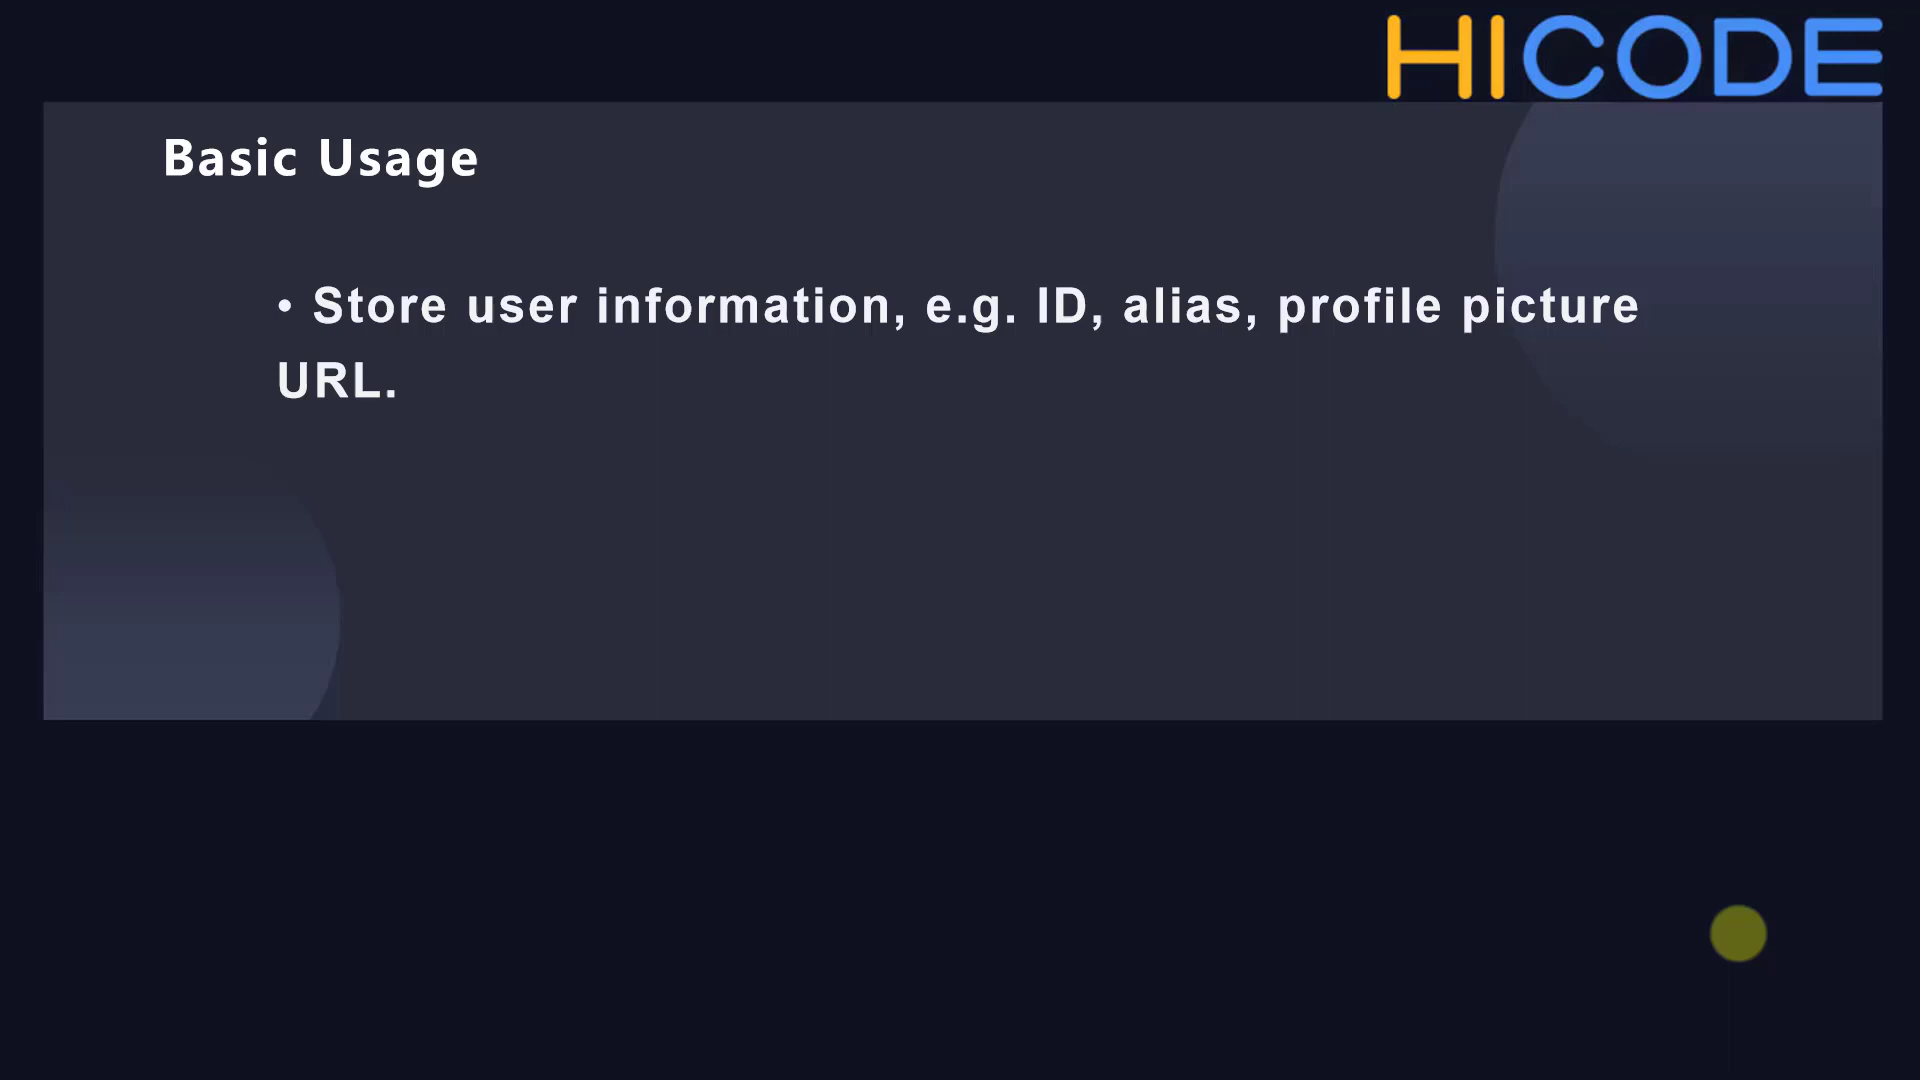 HICODE
Basic Usage
• Store user information, e.g. ID, alias, profile picture
URL.